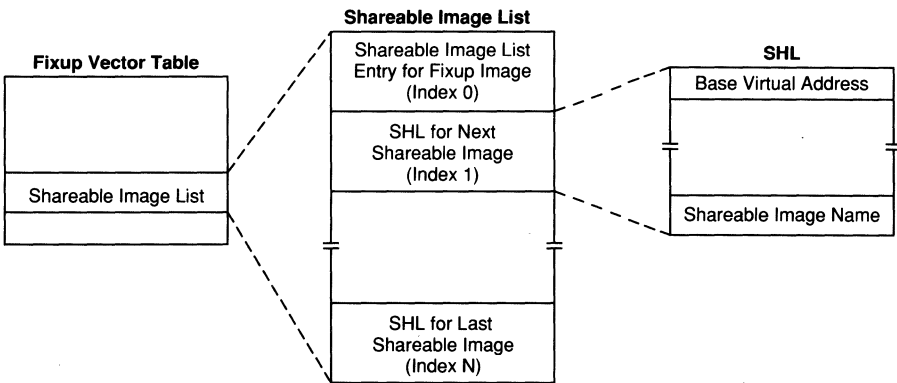 Shareable Image List
Fixup Vector Table
SHL
Shareable Image List
Entry for Fixup Image
(Index 0)
SHL for Next
Shareable Image
(Index 1)
SHL for Last
Shareable Image
(Index N)
Shareable Image List
Base Virtual Address
Shareable Image Name